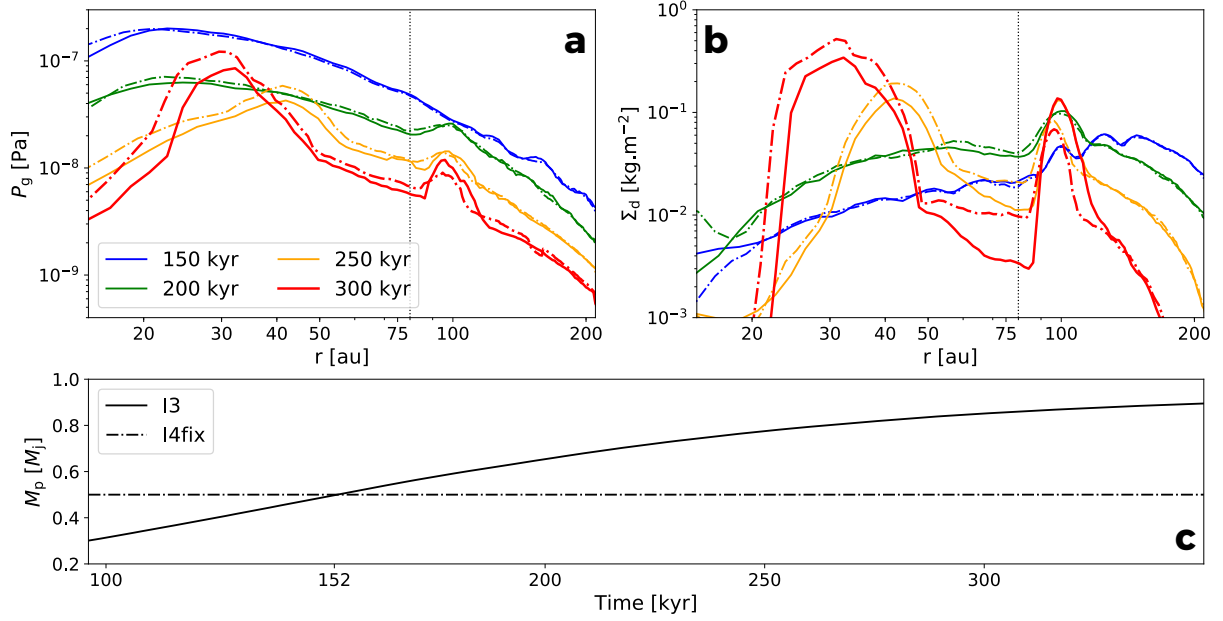 a
10⁻⁷
10⁻⁸
10⁻⁹
P_g [Pa]
150 kyr
200 kyr
250 kyr
300 kyr
20 30 40 50 75 100 200
r [au]
b
10⁰
10⁻¹
10⁻²
10⁻³
Σ_d [kg.m⁻²]
20 30 40 50 75 100 200
r [au]
1.0
0.8
0.6
0.4
0.2
M_p [M_j]
I3
I4fix
c
100 152 200 250 300
Time [kyr]